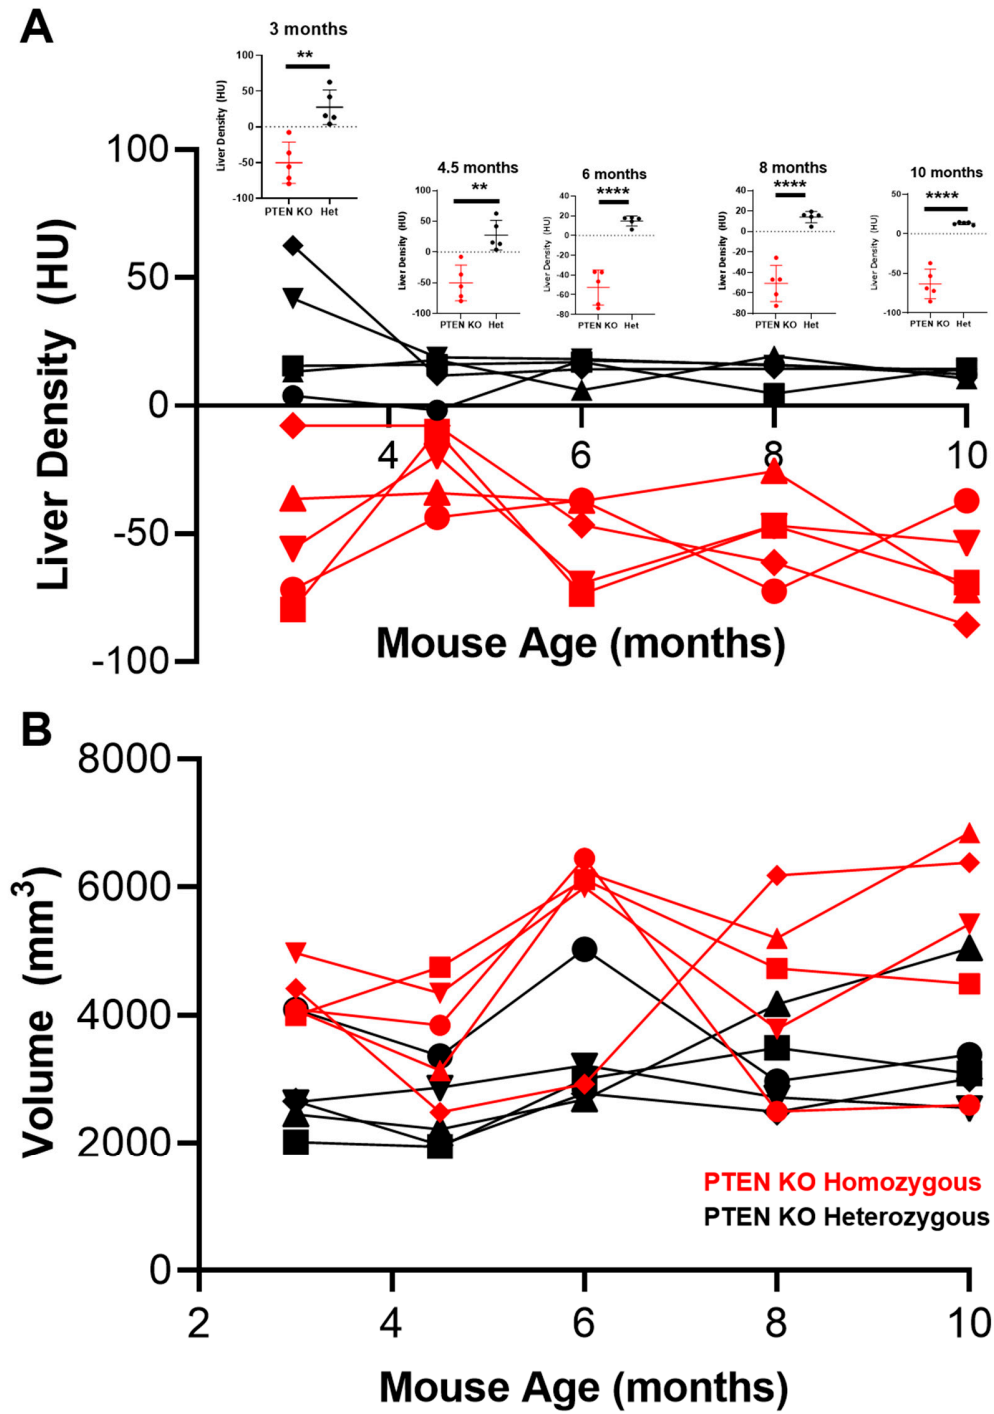 A
3 months
**
100
50
0
-50
-100
Liver Density (HU)
PTEN KO Het
4.5 months
**
100
50
0
-50
-100
Liver Density (HU)
PTEN KO Het
6 months
****
40
20
0
-20
-40
-60
-80
Liver Density (HU)
PTEN KO Het
8 months
****
40
20
0
-20
-40
-60
-80
Liver Density (HU)
PTEN KO Het
10 months
****
50
0
-50
-100
Liver Density (HU)
PTEN KO Het
100
50
0
-50
-100
Liver Density (HU)
4 6 8 10
Mouse Age (months)
B
8000
6000
4000
2000
0
Volume (mm³)
PTEN KO Homozygous
PTEN KO Heterozygous
2 4 6 8 10
Mouse Age (months)